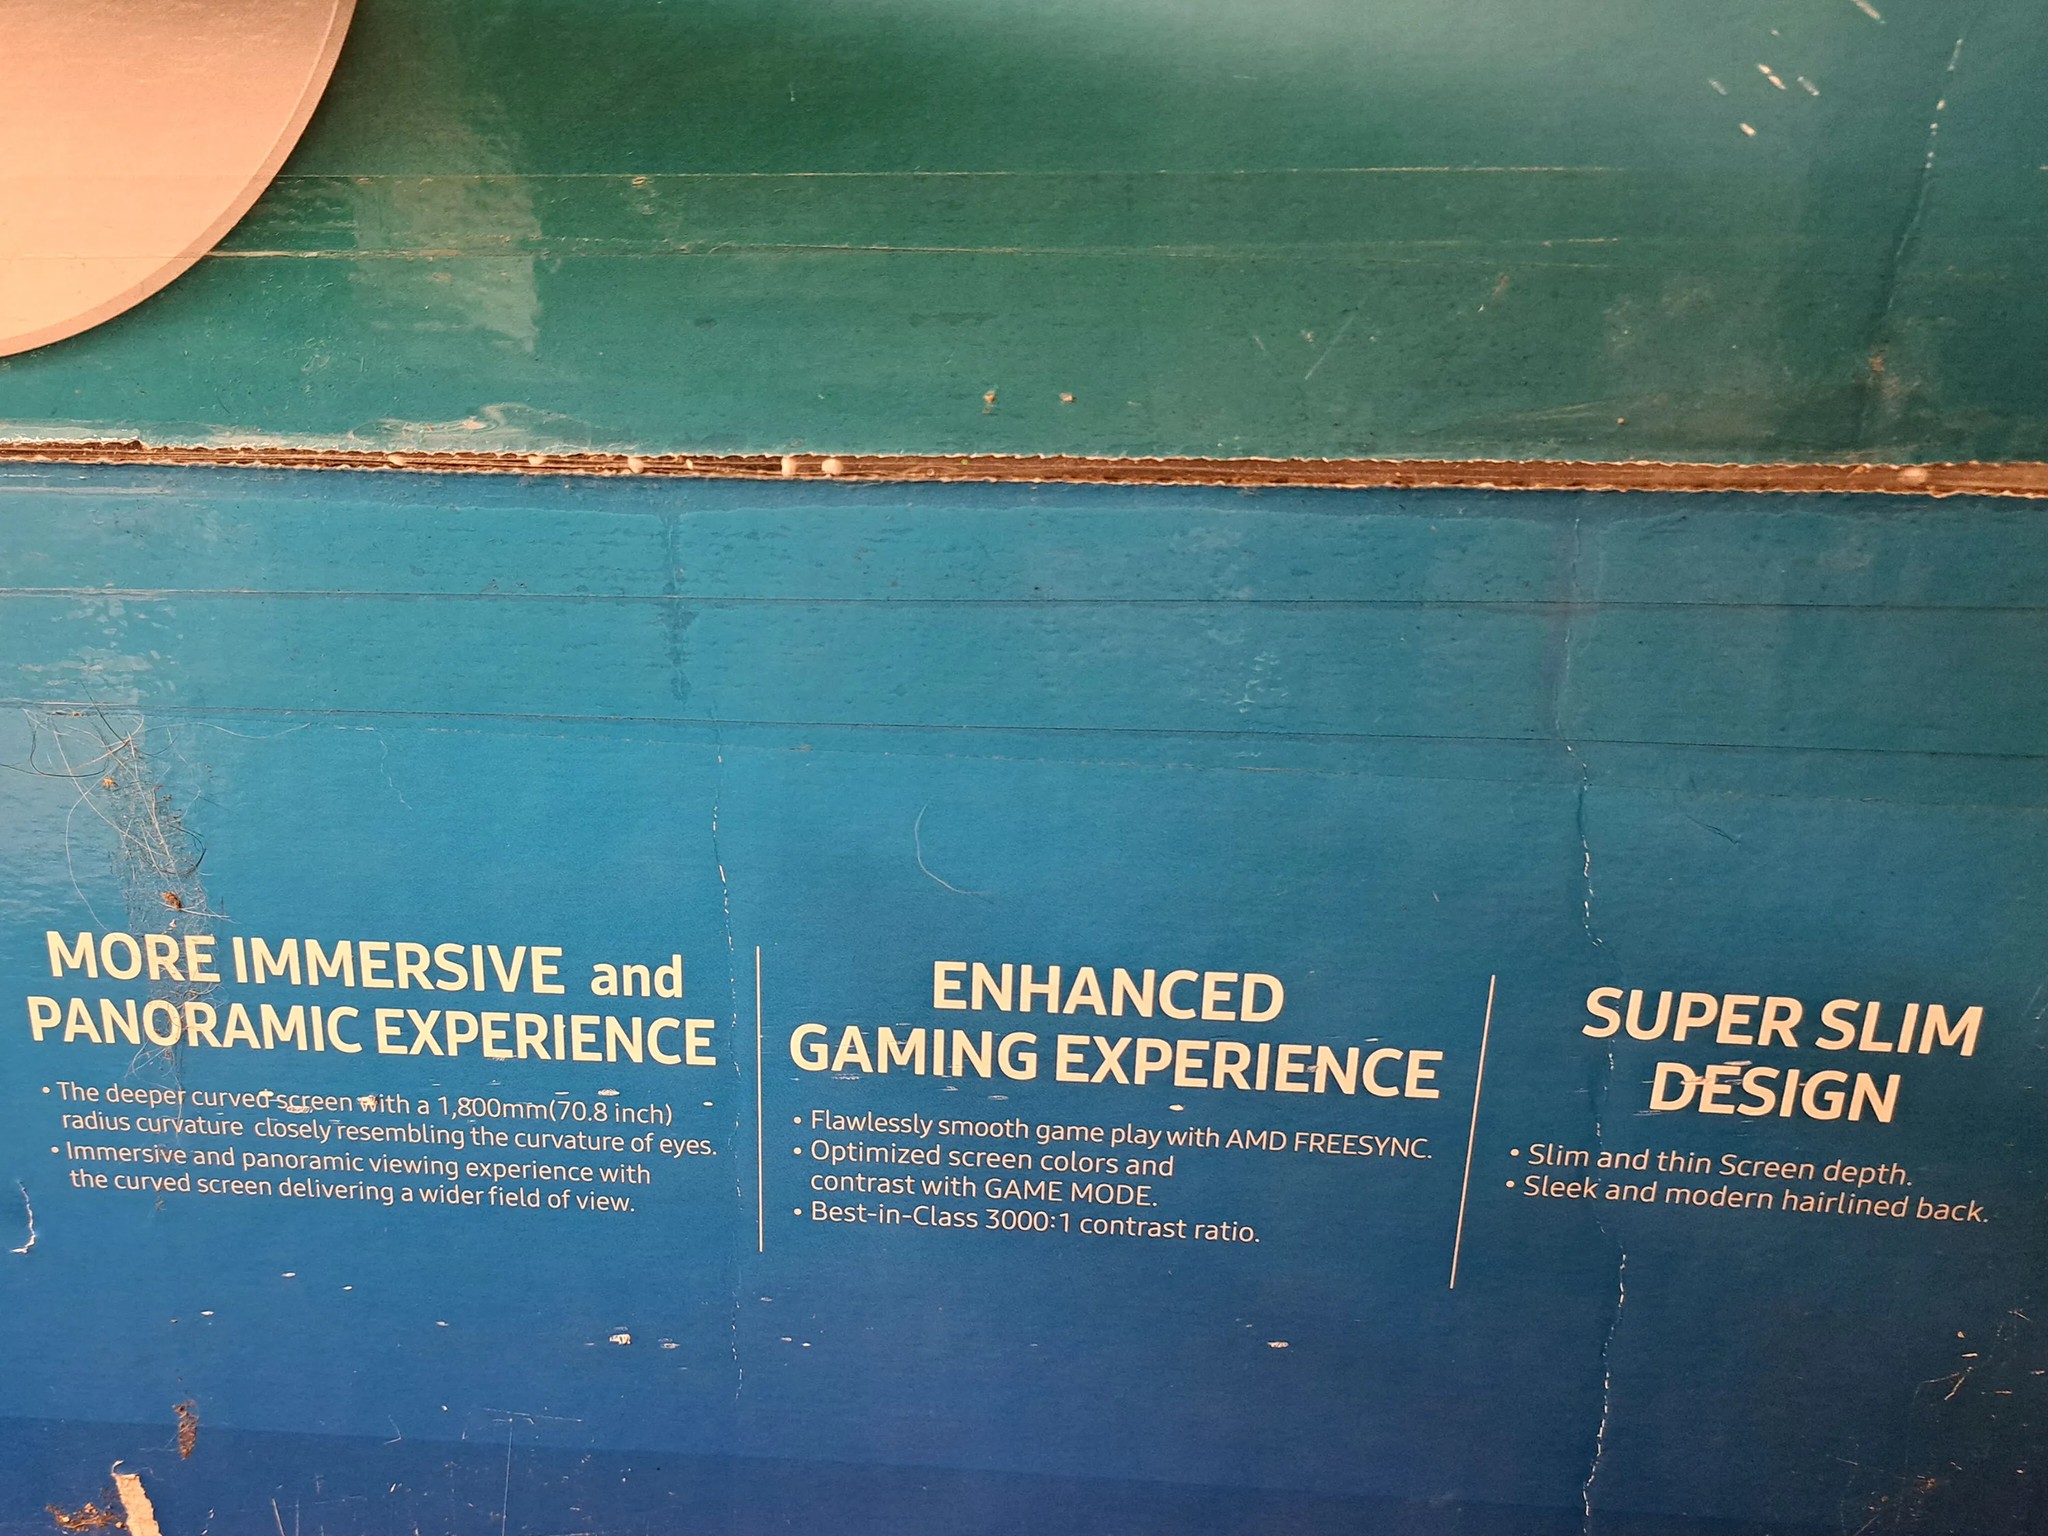 MORE IMMERSIVE and
PANORAMIC EXPERIENCE
• The deeper curved screen with a 1,800mm(70.8 inch)
radius curvature closely resembling the curvature of eyes.
• Immersive and panoramic viewing experience with
the curved screen delivering a wider field of view.
ENHANCED
GAMING EXPERIENCE
• Flawlessly smooth game play with AMD FREESYNC.
• Optimized screen colors and
contrast with GAME MODE.
• Best-in-Class 3000:1 contrast ratio.
SUPER SLIM
DESIGN
• Slim and thin Screen depth.
• Sleek and modern hairlined back.